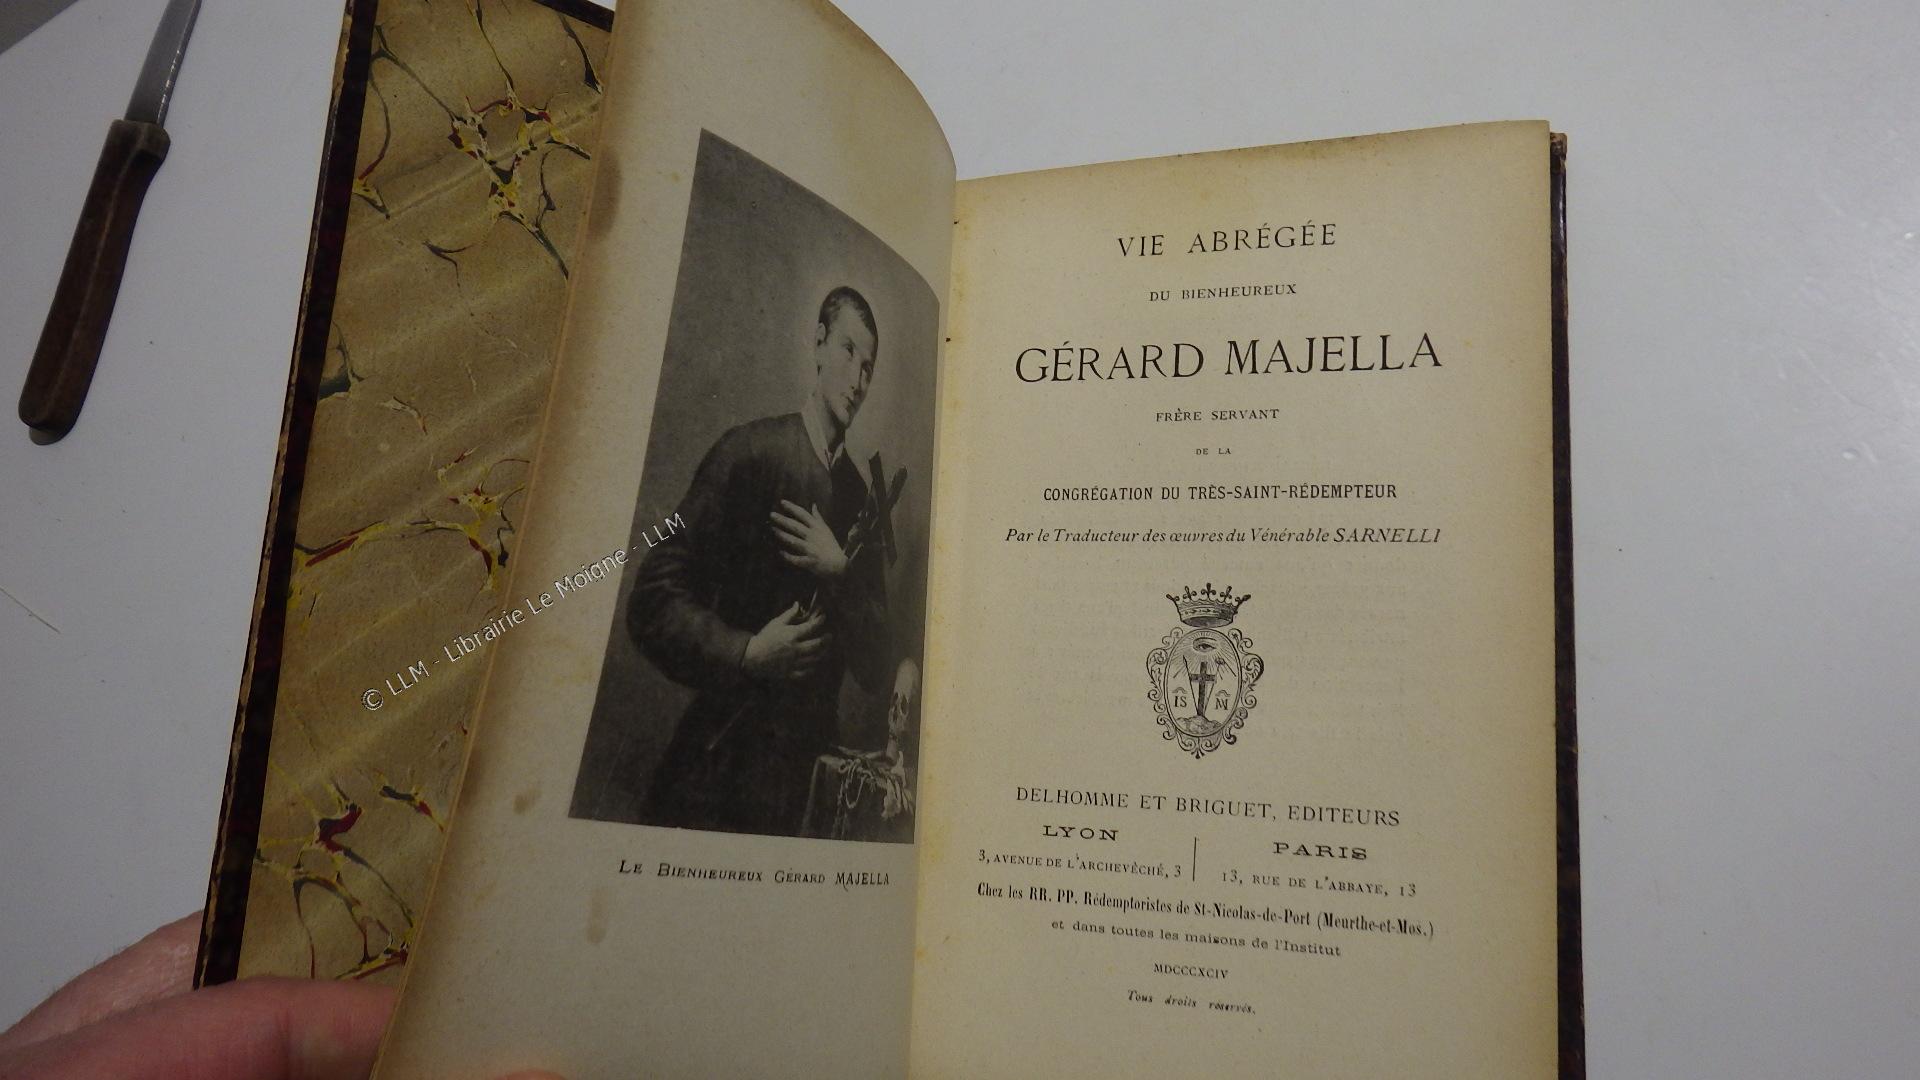 © LLM - Librairie Le Moigne - LLM
LE BIENHEUREUX GÉRARD MAJELLA
VIE ABRÉGÉE
DU BIENHEUREUX
GÉRARD MAJELLA
FRÈRE SERVANT
DE LA
CONGRÉGATION DU TRÈS-SAINT-RÉDEMPTEUR
Par le Traducteur des œuvres du Vénérable SARNELLI
IS M
DELHOMME ET BRIGUET, EDITEURS
LYON
3, AVENUE DE L'ARCHEVÈCHÉ, 3
PARIS
13, RUE DE L'ABBAYE, 13
Chez les RR. PP. Rédemptoristes de St-Nicolas-de-Port (Meurthe-et-Mos.)
et dans toutes les maisons de l'Institut
MDCCCXCIV
Tous droits réservés.